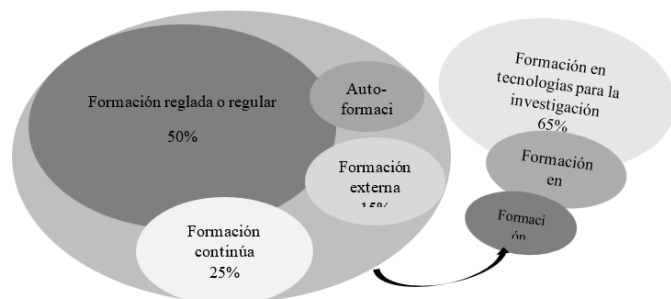 Formación reglada o regular
50%
Auto-
formaci
Formación
externa
15%
Formación
continúa
25%
Formación en
tecnologías para la
investigación
65%
Formación
en
Formaci
ón